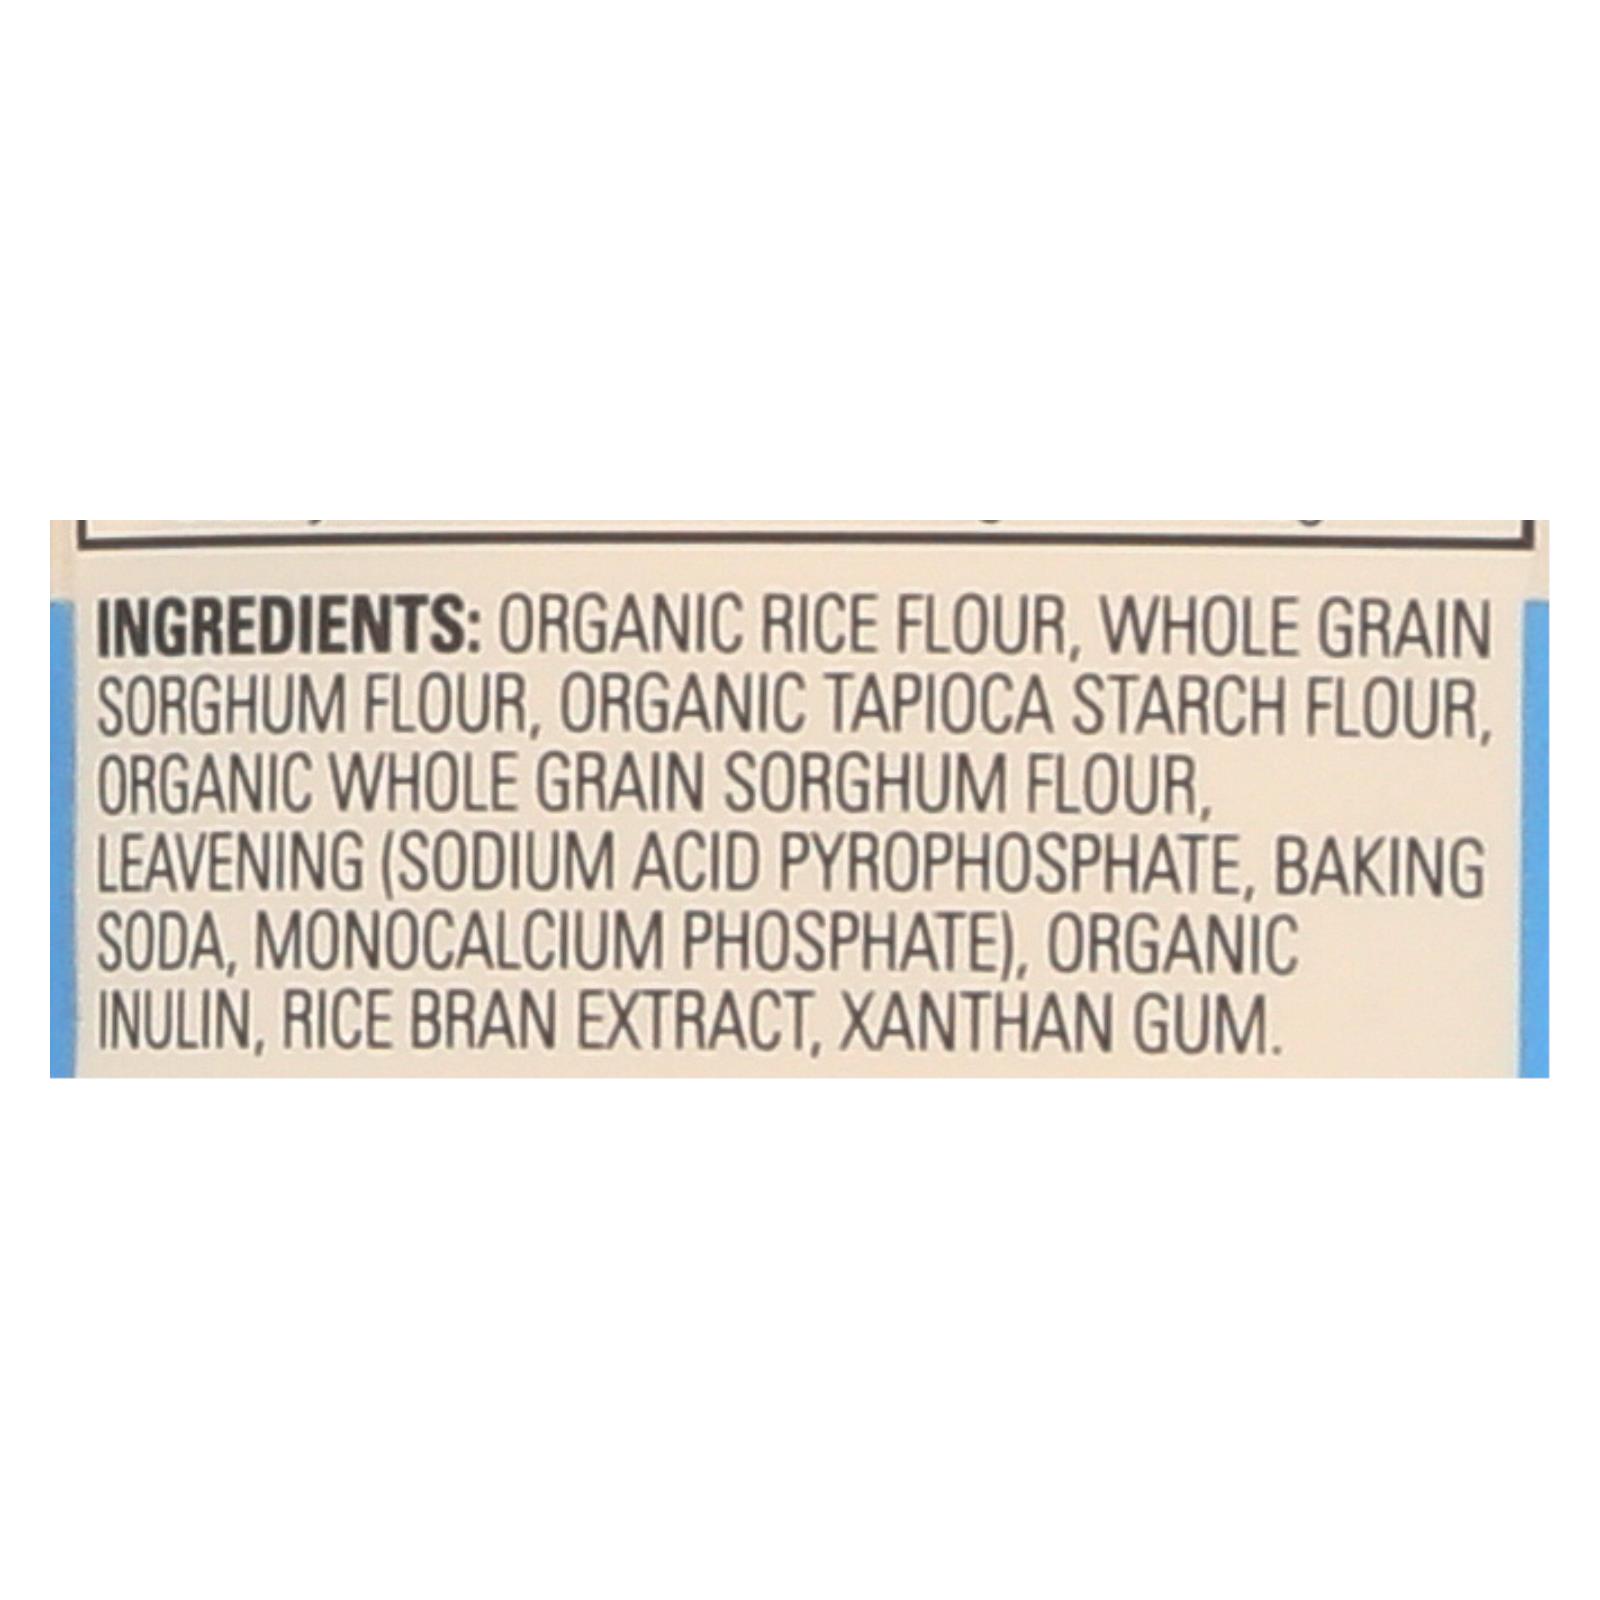 INGREDIENTS: ORGANIC RICE FLOUR, WHOLE GRAIN
SORGHUM FLOUR, ORGANIC TAPIOCA STARCH FLOUR,
ORGANIC WHOLE GRAIN SORGHUM FLOUR,
LEAVENING (SODIUM ACID PYROPHOSPHATE, BAKING
SODA, MONOCALCIUM PHOSPHATE), ORGANIC
INULIN, RICE BRAN EXTRACT, XANTHAN GUM.